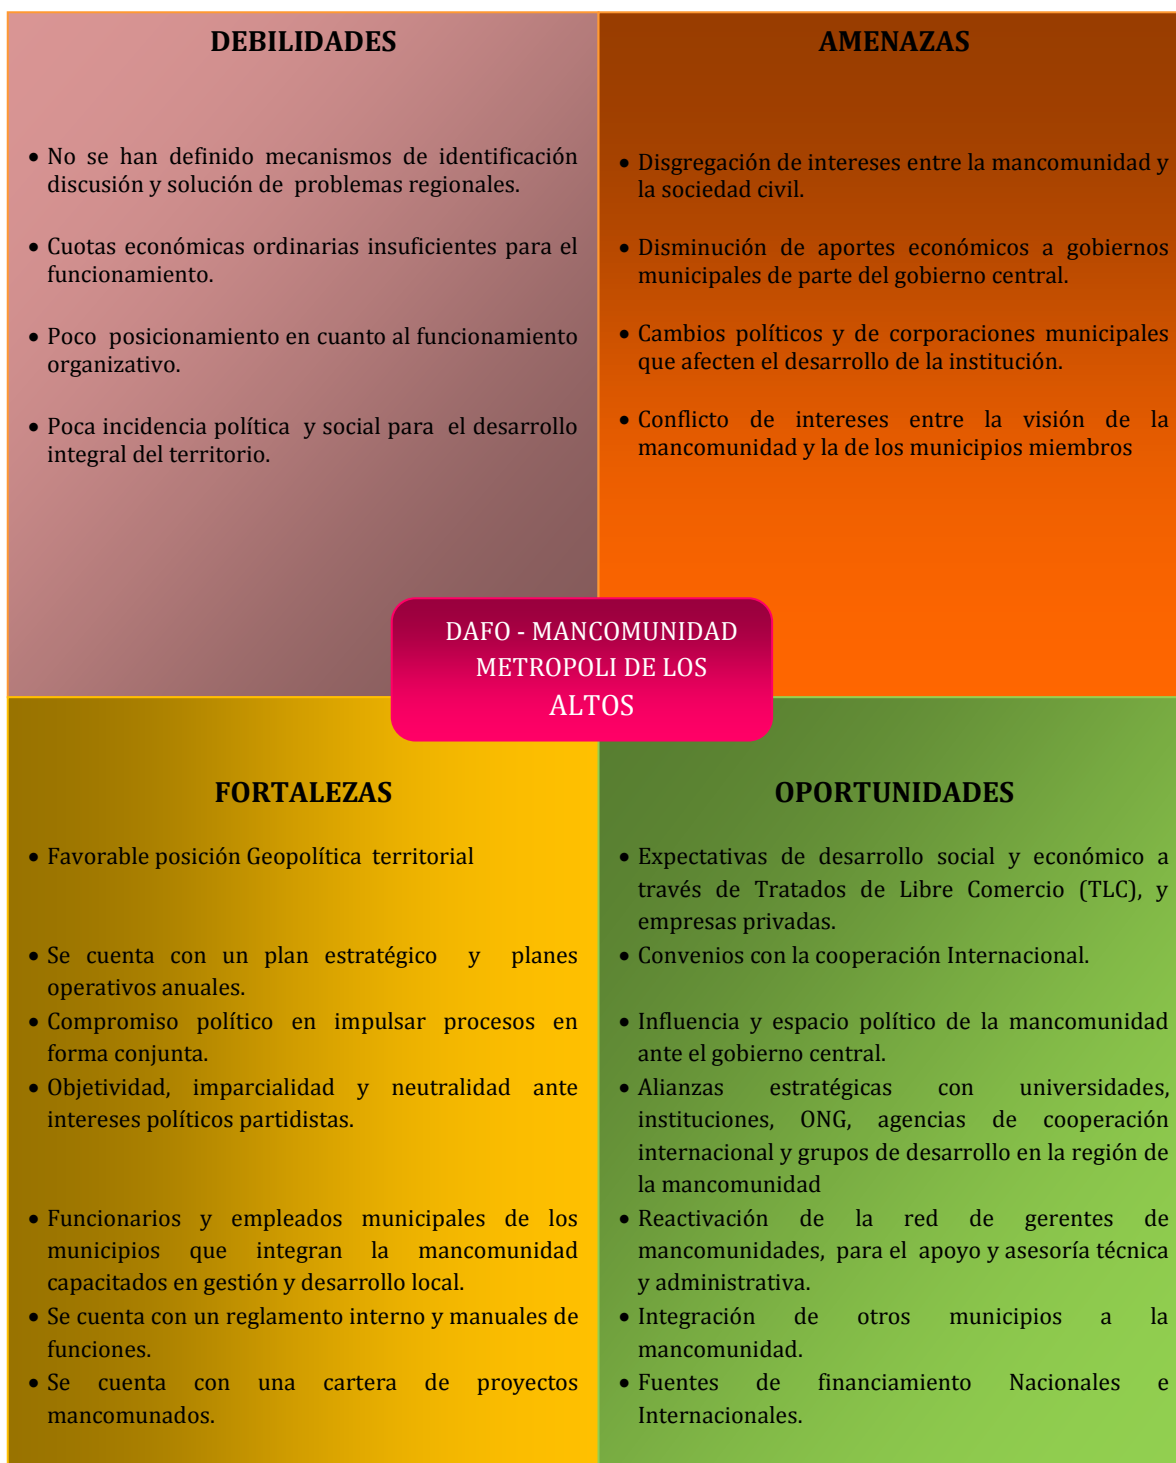 DEBILIDADES
• No se han definido mecanismos de identificación
discusión y solución de problemas regionales.
• Cuotas económicas ordinarias insuficientes para el
funcionamiento.
• Poco posicionamiento en cuanto al funcionamiento
organizativo.
• Poca incidencia política y social para el desarrollo
integral del territorio.
AMENAZAS
• Disgregación de intereses entre la mancomunidad y
la sociedad civil.
• Disminución de aportes económicos a gobiernos
municipales de parte del gobierno central.
• Cambios políticos y de corporaciones municipales
que afecten el desarrollo de la institución.
• Conflicto de intereses entre la visión de la
mancomunidad y la de los municipios miembros
DAFO - MANCOMUNIDAD
METROPOLI DE LOS
ALTOS
FORTALEZAS
• Favorable posición Geopolítica territorial
• Se cuenta con un plan estratégico y planes
operativos anuales.
• Compromiso político en impulsar procesos en
forma conjunta.
• Objetividad, imparcialidad y neutralidad ante
intereses políticos partidistas.
• Funcionarios y empleados municipales de los
municipios que integran la mancomunidad
capacitados en gestión y desarrollo local.
• Se cuenta con un reglamento interno y manuales de
funciones.
• Se cuenta con una cartera de proyectos
mancomunados.
OPORTUNIDADES
• Expectativas de desarrollo social y económico a
través de Tratados de Libre Comercio (TLC), y
empresas privadas.
• Convenios con la cooperación Internacional.
• Influencia y espacio político de la mancomunidad
ante el gobierno central.
• Alianzas estratégicas con universidades,
instituciones, ONG, agencias de cooperación
internacional y grupos de desarrollo en la región de
la mancomunidad
• Reactivación de la red de gerentes de
mancomunidades, para el apoyo y asesoría técnica
y administrativa.
• Integración de otros municipios a la
mancomunidad.
• Fuentes de financiamiento Nacionales e
Internacionales.